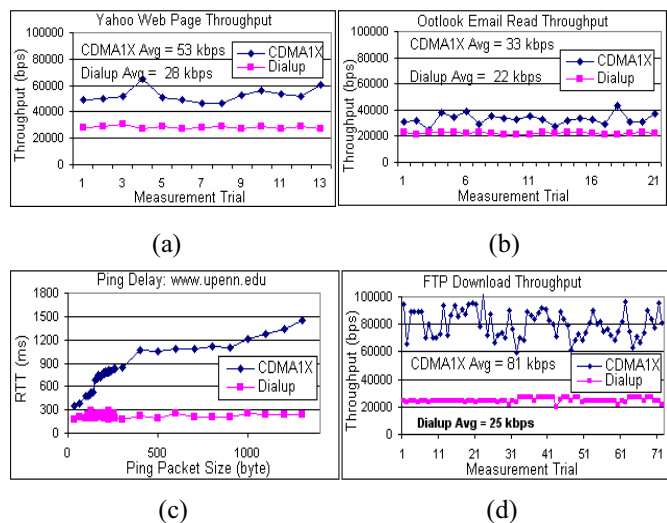 Yahoo Web Page Throughput
Throughput (bps)
100000
80000
60000
40000
20000
0
CDMA1X Avg = 53 kbps
Dialup Avg = 28 kbps
CDMA1X
Dialup
1 3 5 7 9 11 13
Measurement Trial
(a)
Ootlook Email Read Throughput
Throughput (bps)
100000
80000
60000
40000
20000
0
CDMA1X Avg = 33 kbps
Dialup Avg = 22 kbps
CDMA1X
Dialup
1 6 11 16 21
Measurement Trial
(b)
Ping Delay: www.upenn.edu
RTT (ms)
1800
1500
1200
900
600
300
0
CDMA1X
Dialup
0 500 1000
Ping Packet Size (byte)
(c)
FTP Download Throughput
Throughput (bps)
100000
80000
60000
40000
20000
0
CDMA1X Avg = 81 kbps
CDMA1X
Dialup
Dialup Avg = 25 kbps
1 11 21 31 41 51 61 71
Measurement Trial
(d)